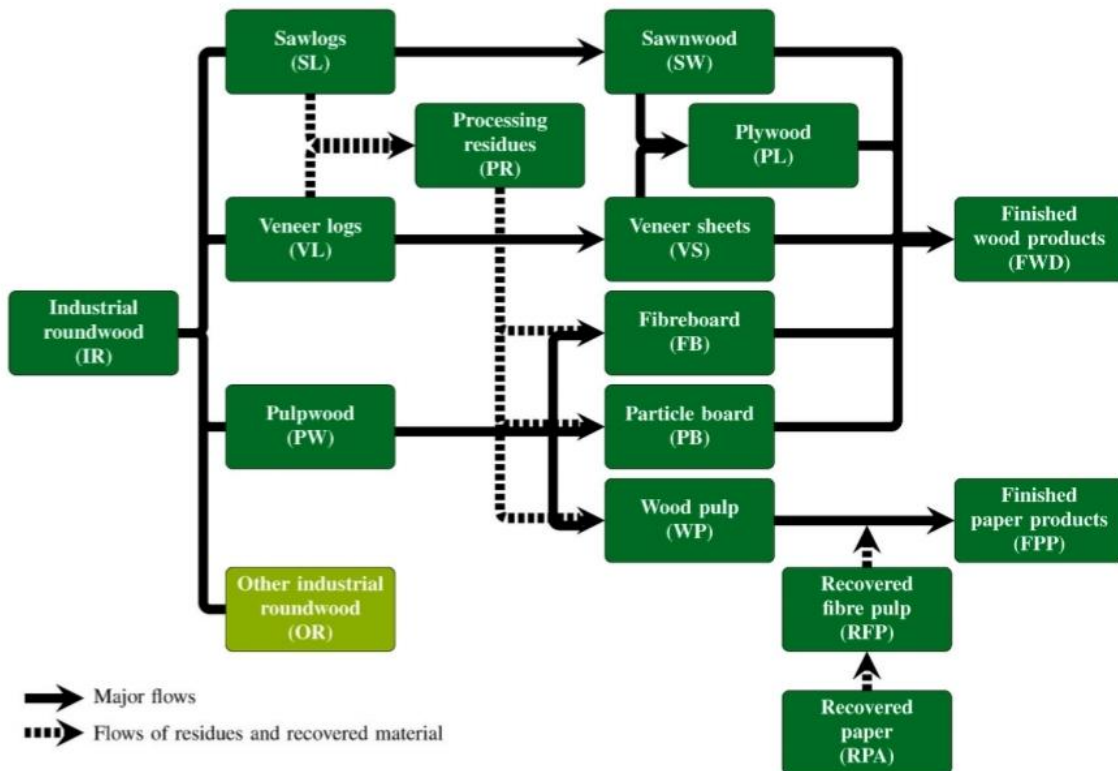 Sawlogs
(SL)
Sawnwood
(SW)
Processing
residues
(PR)
Plywood
(PL)
Veneer logs
(VL)
Veneer sheets
(VS)
Finished
wood products
(FWD)
Industrial
roundwood
(IR)
Fibreboard
(FB)
Pulpwood
(PW)
Particle board
(PB)
Wood pulp
(WP)
Finished
paper products
(FPP)
Other industrial
roundwood
(OR)
Recovered
fibre pulp
(RFP)
Recovered
paper
(RPA)
Major flows
Flows of residues and recovered material